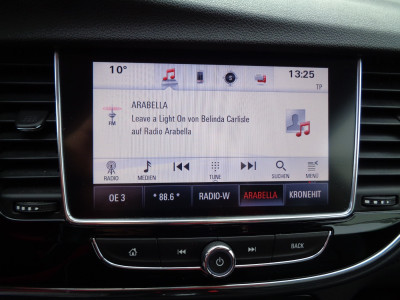 10°
13:25
TP
ARABELLA
Leave a Light On von Belinda Carlisle
auf Radio Arabella
FM
RADIO
MEDIEN
TUNE
SUCHEN
MENÜ
OE 3
* 88.6 *
RADIO-W
ARABELLA
KRONEHIT
BACK